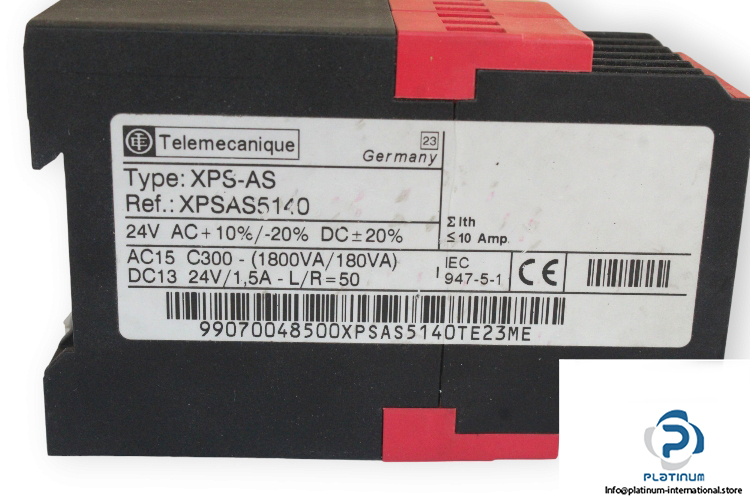 Telemecanique
23
Germany
Type: XPS-AS
Ref.: XPSAS5140
24V AC+10%/-20% DC±20%
Σ Ith
≤ 10 Amp.
AC15 C300 - (1800VA/180VA)
DC13 24V/1,5A - L/R=50
IEC
947-5-1
CE
99070048500XPSAS5140TE23ME
PLATINUM
Info@platinum-international.store